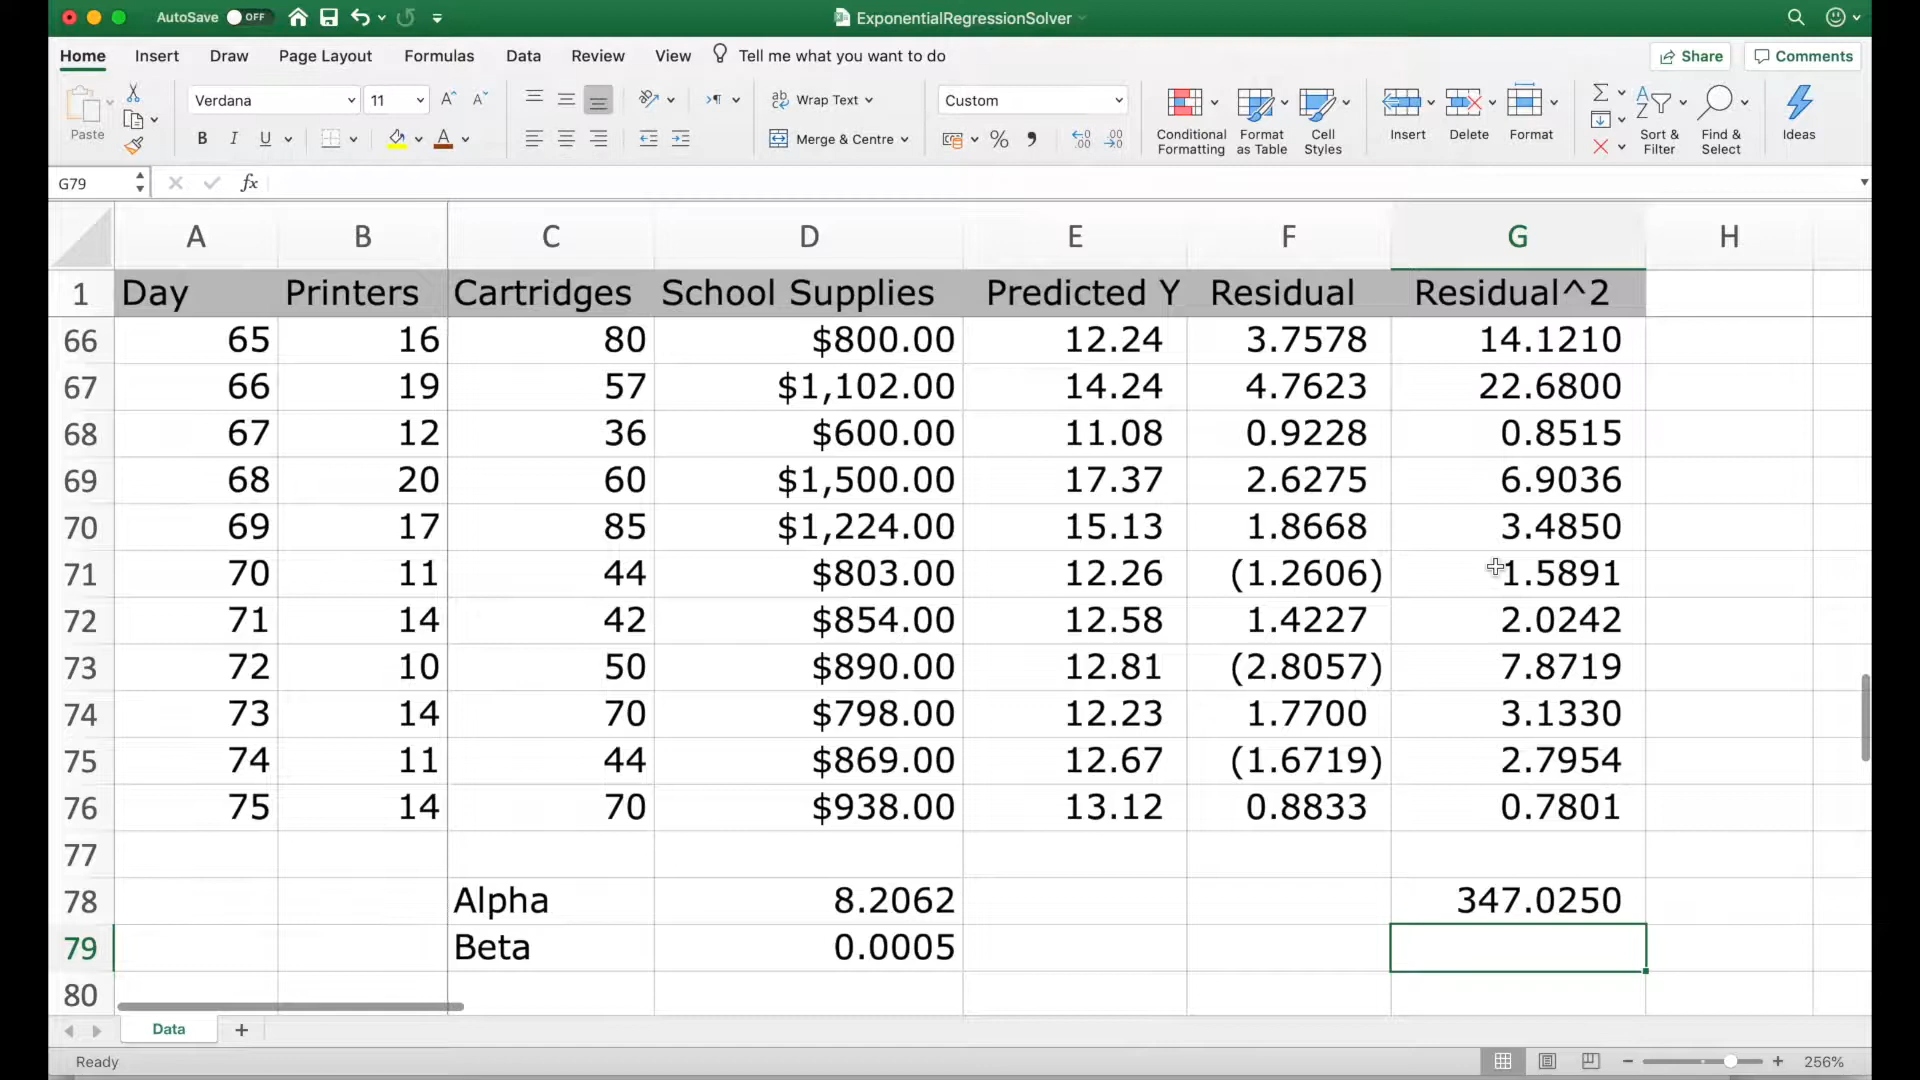 AutoSave OFF ExponentialRegressionSolver
Home Insert Draw Page Layout Formulas Data Review View Tell me what you want to do Share Comments
Paste Verdana 11 Wrap Text Custom
B I U A Merge & Centre % Conditional Formatting Format as Table Cell Styles Insert Delete Format Sort & Filter Find & Select Ideas
G79 fx
A B C D E F G H
1 Day Printers Cartridges School Supplies Predicted Y Residual Residual^2
66 65 16 80 $800.00 12.24 3.7578 14.1210
67 66 19 57 $1,102.00 14.24 4.7623 22.6800
68 67 12 36 $600.00 11.08 0.9228 0.8515
69 68 20 60 $1,500.00 17.37 2.6275 6.9036
70 69 17 85 $1,224.00 15.13 1.8668 3.4850
71 70 11 44 $803.00 12.26 (1.2606) 1.5891
72 71 14 42 $854.00 12.58 1.4227 2.0242
73 72 10 50 $890.00 12.81 (2.8057) 7.8719
74 73 14 70 $798.00 12.23 1.7700 3.1330
75 74 11 44 $869.00 12.67 (1.6719) 2.7954
76 75 14 70 $938.00 13.12 0.8833 0.7801
77
78 Alpha 8.2062 347.0250
79 Beta 0.0005
80
Data +
Ready 256%